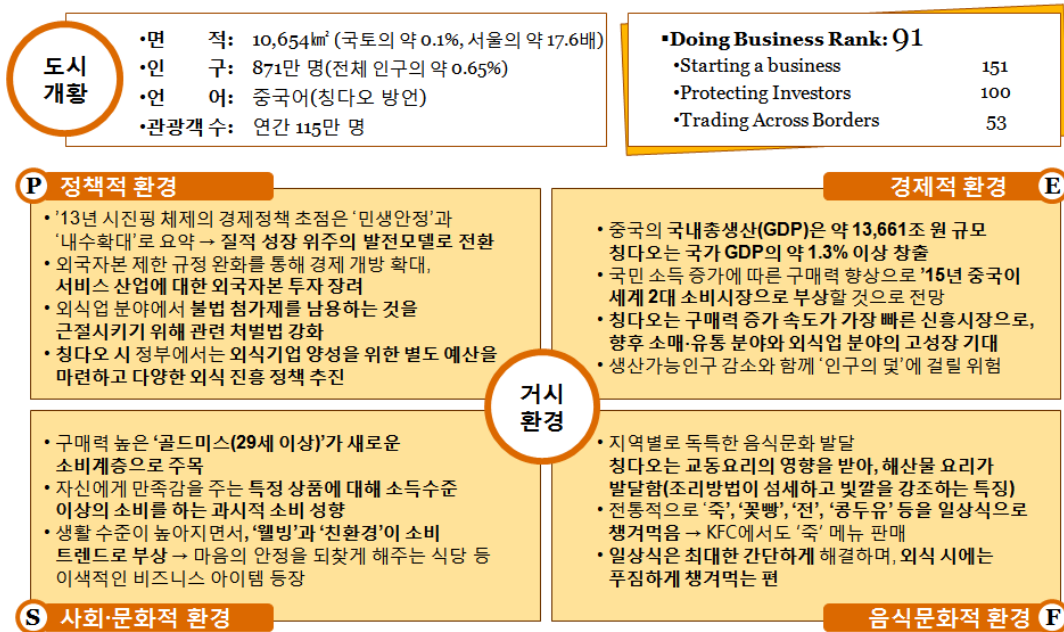 도시
개황
•면 적: 10,654㎢ (국토의 약 0.1%, 서울의 약 17.6배)
•인 구: 871만 명(전체 인구의 약 0.65%)
•언 어: 중국어(칭다오 방언)
•관광객 수: 연간 115만 명
▪Doing Business Rank: 91
•Starting a business 151
•Protecting Investors 100
•Trading Across Borders 53
P 정책적 환경
• ’13년 시진핑 체제의 경제정책 초점은 ‘민생안정’과
‘내수확대’로 요약 → 질적 성장 위주의 발전모델로 전환
• 외국자본 제한 규정 완화를 통해 경제 개방 확대,
서비스 산업에 대한 외국자본 투자 장려
• 외식업 분야에서 불법 첨가제를 남용하는 것을
근절시키기 위해 관련 처벌법 강화
• 칭다오 시 정부에서는 외식기업 양성을 위한 별도 예산을
마련하고 다양한 외식 진흥 정책 추진
경제적 환경 E
• 중국의 국내총생산(GDP)은 약 13,661조 원 규모
칭다오는 국가 GDP의 약 1.3% 이상 창출
• 국민 소득 증가에 따른 구매력 향상으로 ’15년 중국이
세계 2대 소비시장으로 부상할 것으로 전망
• 칭다오는 구매력 증가 속도가 가장 빠른 신흥시장으로,
향후 소매·유통 분야와 외식업 분야의 고성장 기대
• 생산가능인구 감소와 함께 ‘인구의 덫’에 걸릴 위험
거시
환경
• 구매력 높은 ‘골드미스(29세 이상)’가 새로운
소비계층으로 주목
• 자신에게 만족감을 주는 특정 상품에 대해 소득수준
이상의 소비를 하는 과시적 소비 성향
• 생활 수준이 높아지면서, ‘웰빙’과 ‘친환경’이 소비
트렌드로 부상 → 마음의 안정을 되찾게 해주는 식당 등
이색적인 비즈니스 아이템 등장
S 사회·문화적 환경
• 지역별로 독특한 음식문화 발달
칭다오는 교동요리의 영향을 받아, 해산물 요리가
발달함(조리방법이 섬세하고 빛깔을 강조하는 특징)
• 전통적으로 ‘죽’, ‘꽃빵’, ‘전’, ‘콩두유’ 등을 일상식으로
챙겨먹음 → KFC에서도 ‘죽’ 메뉴 판매
• 일상식은 최대한 간단하게 해결하며, 외식 시에는
푸짐하게 챙겨먹는 편
음식문화적 환경 F